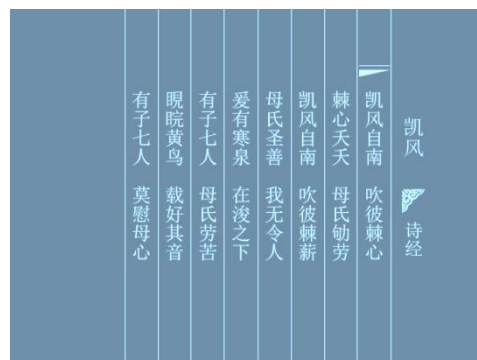 凯风 诗经
凯风自南 吹彼棘心
棘心夭夭 母氏劬劳
凯风自南 吹彼棘薪
母氏圣善 我无令人
爰有寒泉 在浚之下
有子七人 母氏劳苦
睍睆黄鸟 载好其音
有子七人 莫慰母心